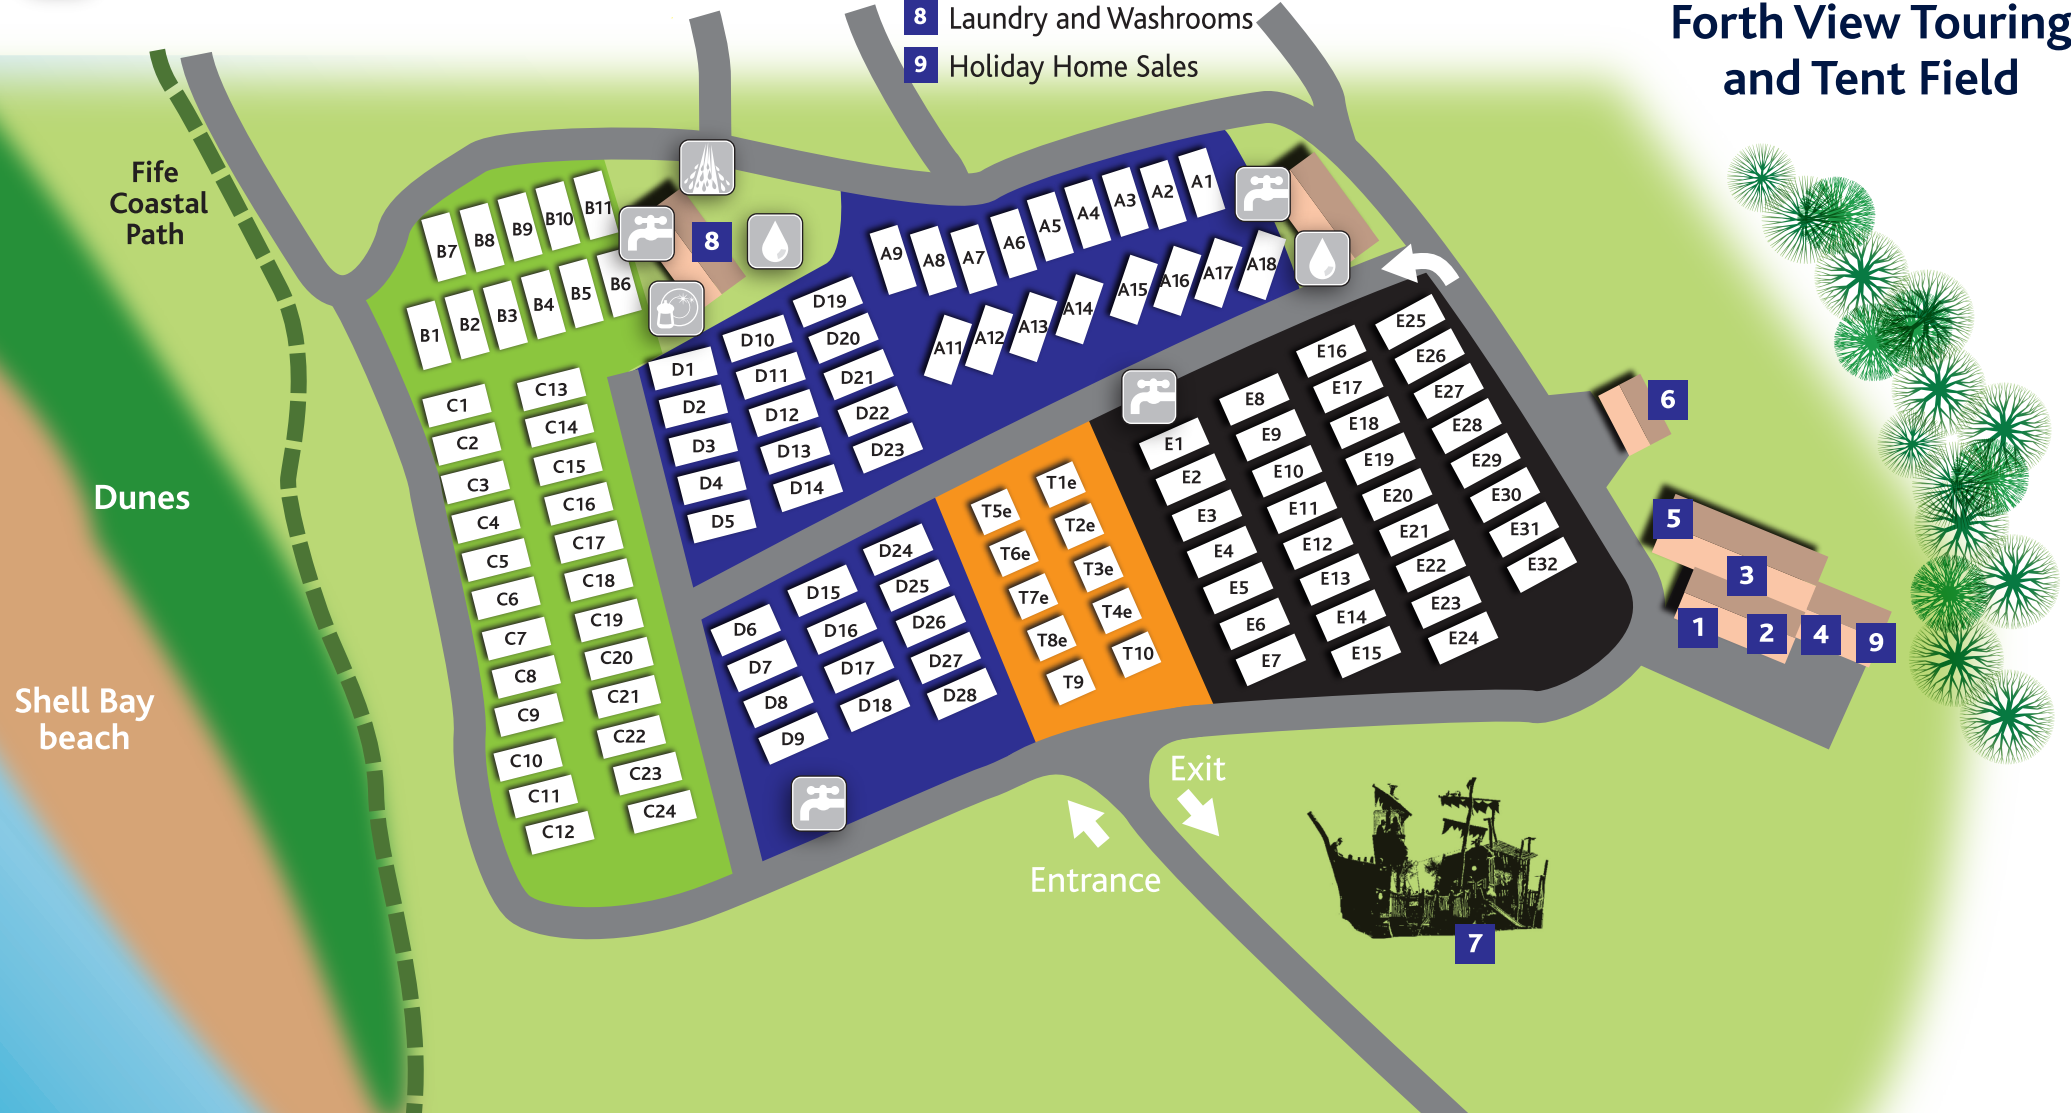 8 Laundry and Washrooms
9 Holiday Home Sales
Forth View Touring
and Tent Field
Fife
Coastal
Path
Dunes
Shell Bay
beach
B7
B8
B9
B10
B11
B1
B2
B3
B4
B5
B6
8
A9
A8
A7
A6
A5
A4
A3
A2
A1
A11
A12
A13
A14
A15
A16
A17
A18
C1
C2
C3
C4
C5
C6
C7
C8
C9
C10
C11
C12
C13
C14
C15
C16
C17
C18
C19
C20
C21
C22
C23
C24
D1
D2
D3
D4
D5
D10
D11
D12
D13
D14
D19
D20
D21
D22
D23
D6
D7
D8
D9
D15
D16
D17
D18
D24
D25
D26
D27
D28
T5e
T6e
T7e
T8e
T9
T1e
T2e
T3e
T4e
T10
E1
E2
E3
E4
E5
E6
E7
E8
E9
E10
E11
E12
E13
E14
E15
E16
E17
E18
E19
E20
E21
E22
E23
E24
E25
E26
E27
E28
E29
E30
E31
E32
6
5
3
1
2
4
9
Exit
Entrance
7